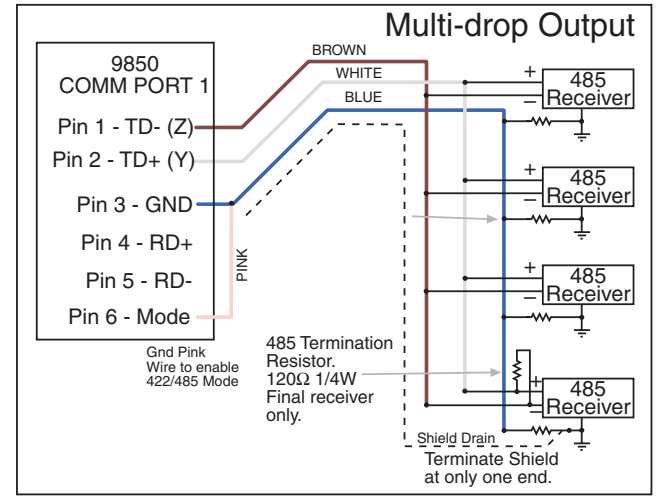 Multi-drop Output
9850
COMM PORT 1
Pin 1 - TD- (Z)
Pin 2 - TD+ (Y)
Pin 3 - GND
Pin 4 - RD+
Pin 5 - RD-
Pin 6 - Mode
BROWN
WHITE
BLUE
PINK
Gnd Pink
Wire to enable
422/485 Mode
+
485
Receiver
–
+
485
Receiver
–
+
485
Receiver
–
485 Termination
Resistor.
120Ω 1/4W
Final receiver
only.
+
485
Receiver
–
Shield Drain
Terminate Shield
at only one end.